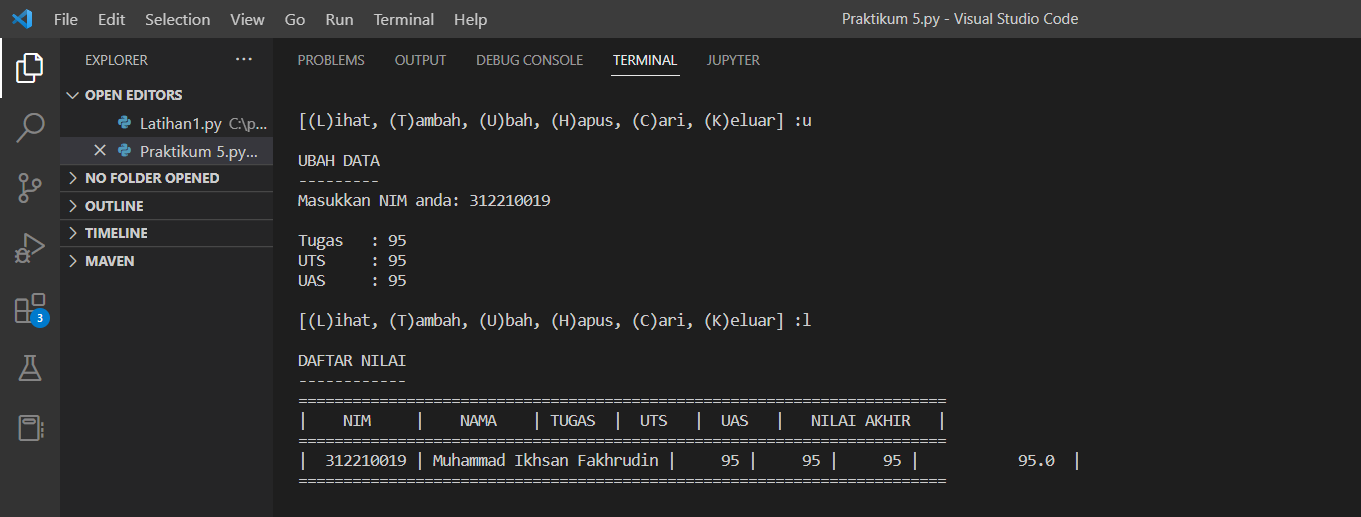 File Edit Selection View Go Run Terminal Help Praktikum 5.py - Visual Studio Code
EXPLORER ...
OPEN EDITORS
Latihan1.py C:\p...
Praktikum 5.py...
NO FOLDER OPENED
OUTLINE
TIMELINE
MAVEN
3
PROBLEMS OUTPUT DEBUG CONSOLE TERMINAL JUPYTER
[(L)ihat, (T)ambah, (U)bah, (H)apus, (C)ari, (K)eluar] :u
UBAH DATA
---------
Masukkan NIM anda: 312210019
Tugas   : 95
UTS     : 95
UAS     : 95
[(L)ihat, (T)ambah, (U)bah, (H)apus, (C)ari, (K)eluar] :l
DAFTAR NILAI
------------
========================================================================
|    NIM     |    NAMA    | TUGAS  |  UTS   |  UAS   |   NILAI AKHIR   |
========================================================================
|  312210019 | Muhammad Ikhsan Fakhrudin |     95 |     95 |     95 |           95.0  |
========================================================================